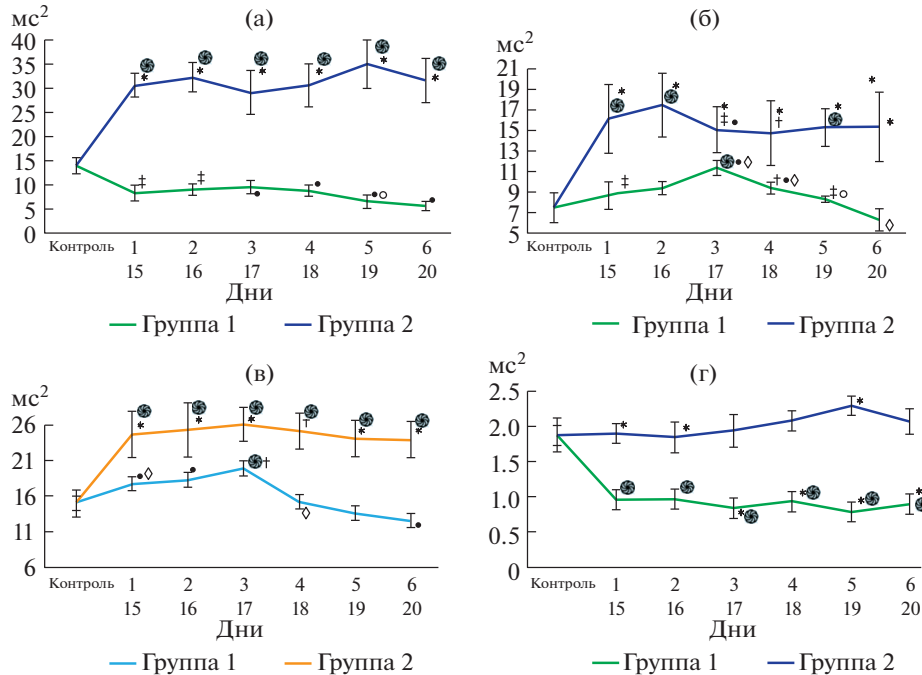 мс² (а)
40
35
30
25
20
15
10
5
0
Контроль 1 2 3 4 5 6
15 16 17 18 19 20
Дни
Группа 1 Группа 2
мс² (б)
21
19
17
15
13
11
9
7
5
Контроль 1 2 3 4 5 6
15 16 17 18 19 20
Дни
Группа 1 Группа 2
мс² (в)
26
21
16
11
6
Контроль 1 2 3 4 5 6
15 16 17 18 19 20
Дни
Группа 1 Группа 2
мс² (г)
2.5
2.0
1.5
1.0
0.5
0
Контроль 1 2 3 4 5 6
15 16 17 18 19 20
Дни
Группа 1 Группа 2